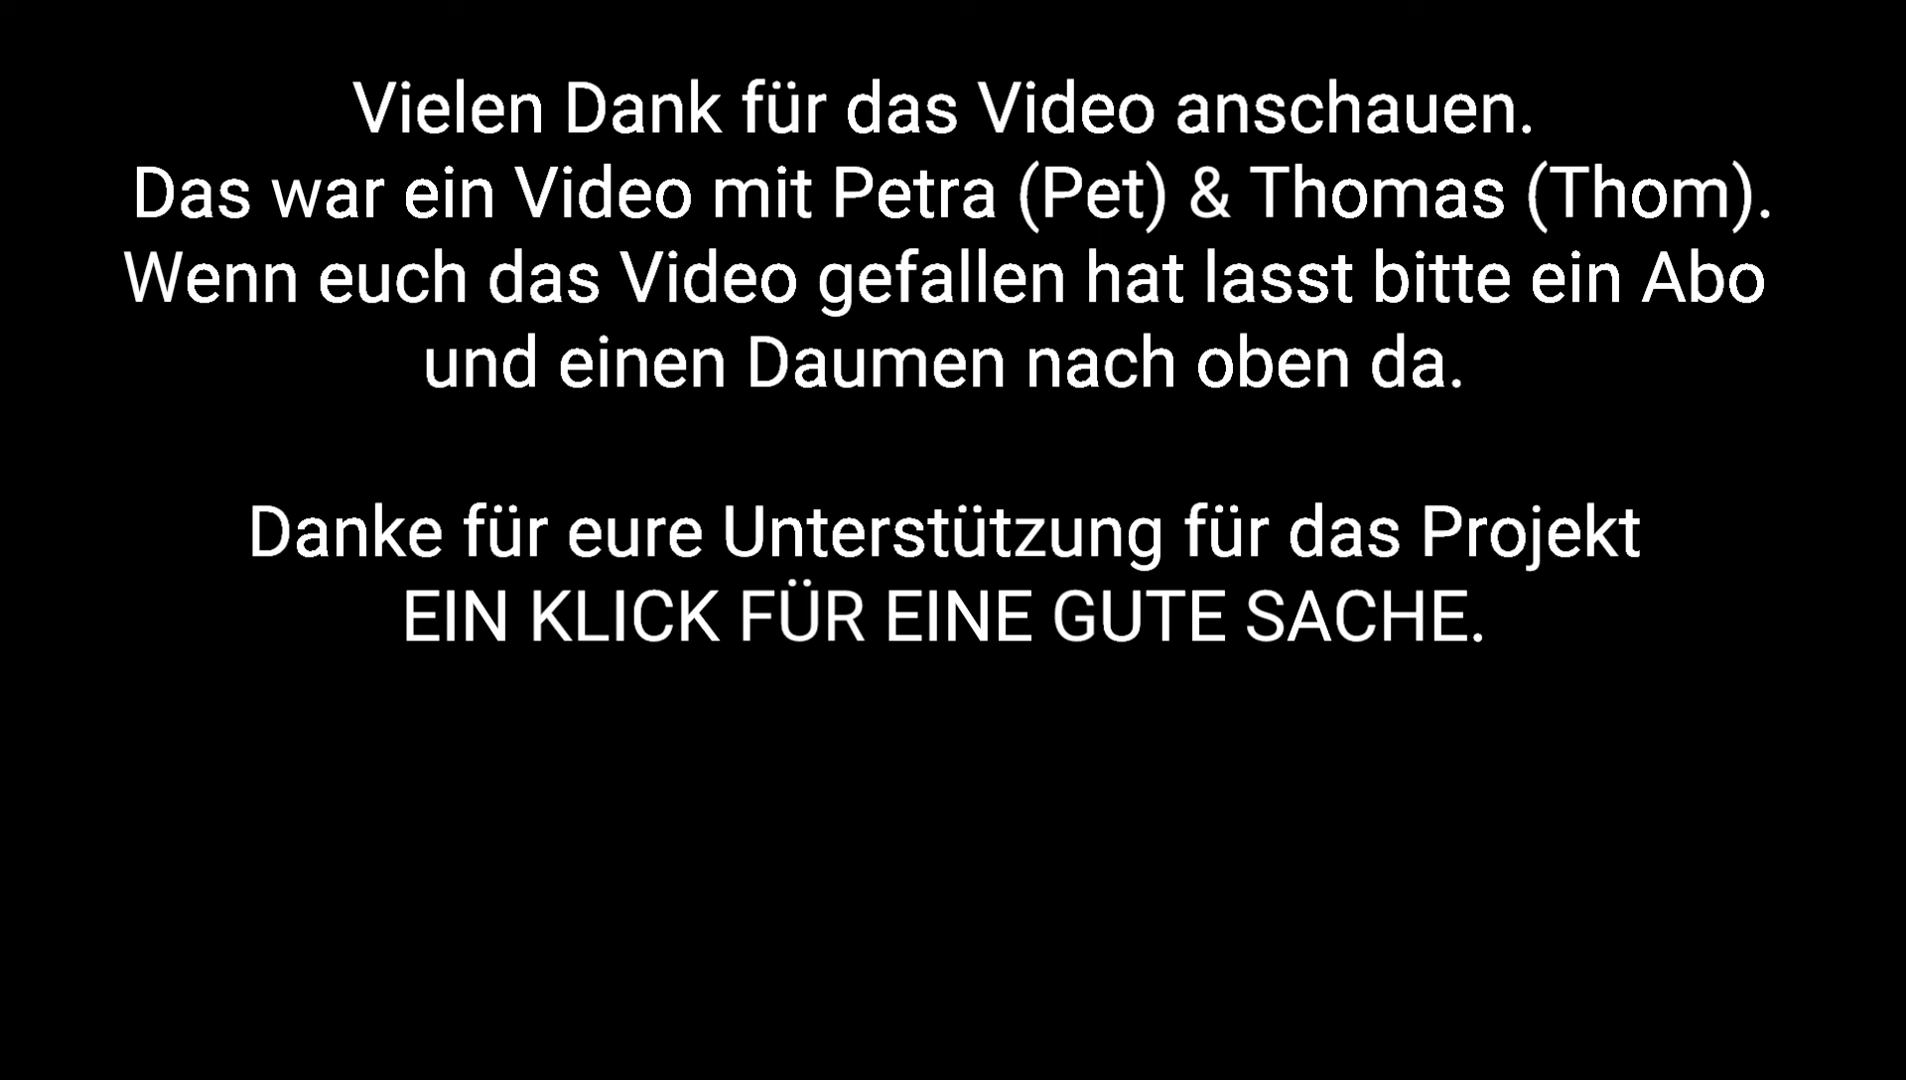 Vielen Dank für das Video anschauen.
Das war ein Video mit Petra (Pet) & Thomas (Thom).
Wenn euch das Video gefallen hat lasst bitte ein Abo
und einen Daumen nach oben da.
Danke für eure Unterstützung für das Projekt
EIN KLICK FÜR EINE GUTE SACHE.